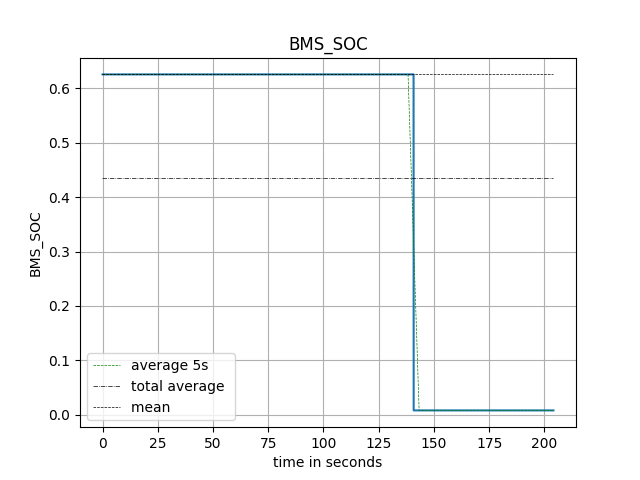 BMS_SOC
BMS_SOC
0.6
0.5
0.4
0.3
0.2
0.1
0.0
average 5s
total average
mean
0 25 50 75 100 125 150 175 200
time in seconds